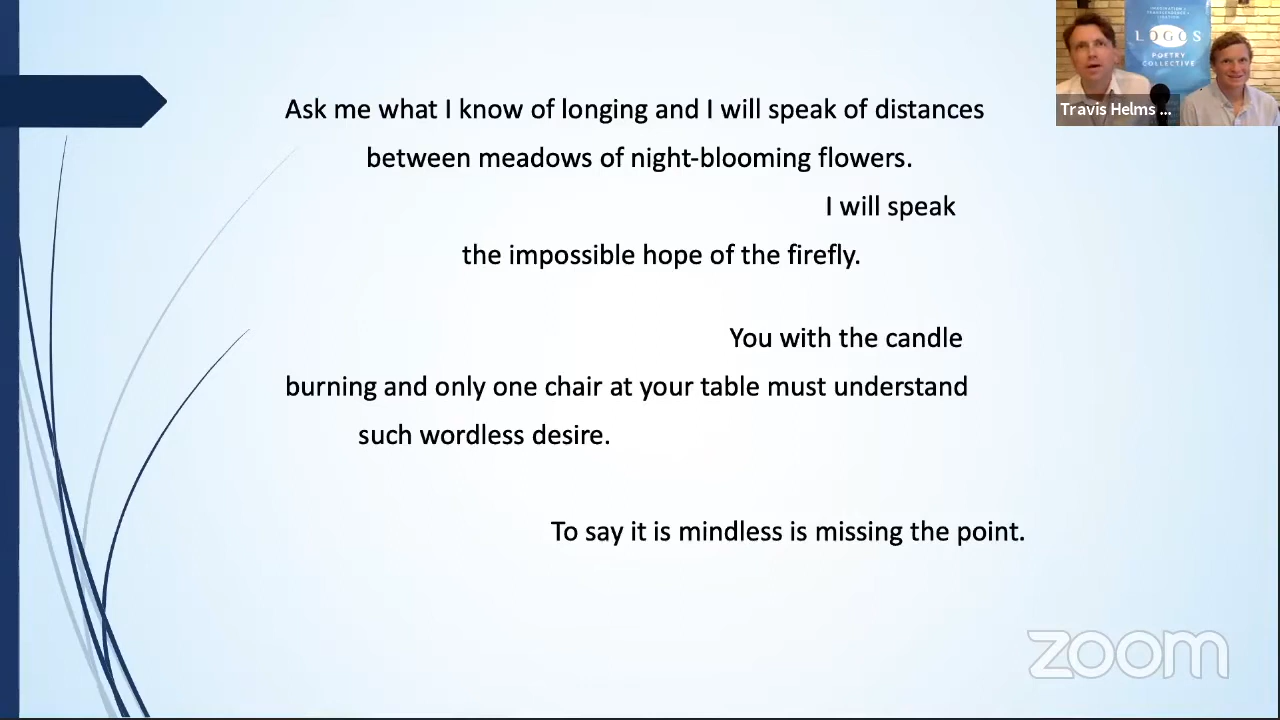 IMAGINATION +
TRANSCENDENCE +
CREATION
LOGOS
POETRY
COLLECTIVE
Travis Helms ...
Ask me what I know of longing and I will speak of distances
between meadows of night-blooming flowers.
I will speak
the impossible hope of the firefly.
You with the candle
burning and only one chair at your table must understand
such wordless desire.
To say it is mindless is missing the point.
zoom